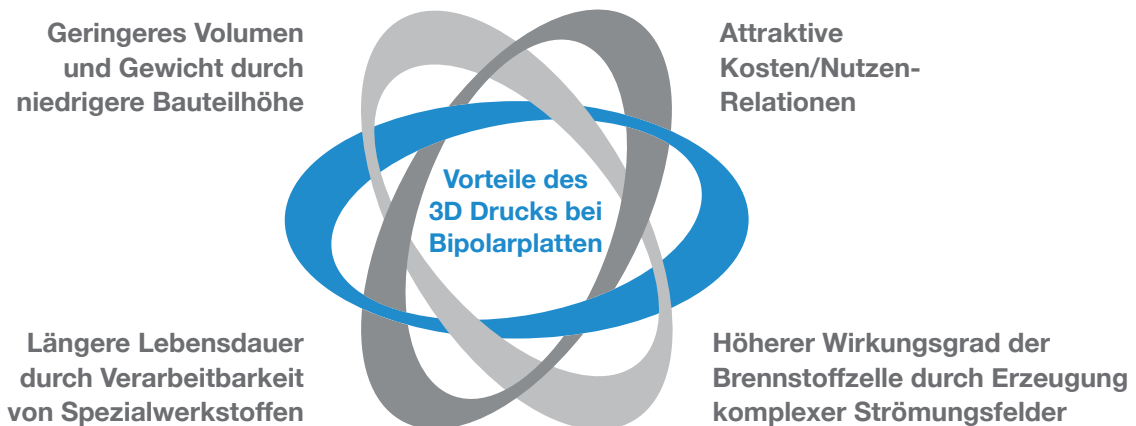 Geringeres Volumen
und Gewicht durch
niedrigere Bauteilhöhe
Attraktive
Kosten/Nutzen-
Relationen
Vorteile des
3D Drucks bei
Bipolarplatten
Längere Lebensdauer
durch Verarbeitbarkeit
von Spezialwerkstoffen
Höherer Wirkungsgrad der
Brennstoffzelle durch Erzeugung
komplexer Strömungsfelder